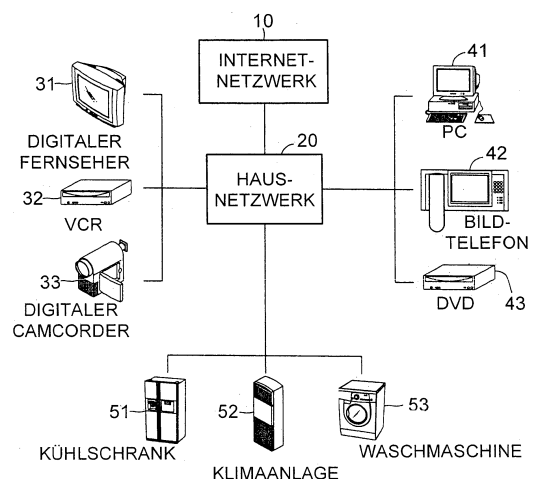 10
INTERNET-
NETZWERK
20
HAUS-
NETZWERK
31
DIGITALER
FERNSEHER
32
VCR
33
DIGITALER
CAMCORDER
41
PC
42
BILD-
TELEFON
DVD
43
51
KÜHLSCHRANK
52
KLIMAANLAGE
53
WASCHMASCHINE